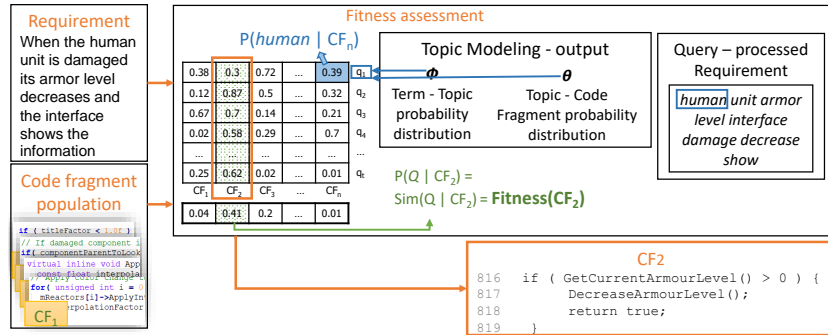 Requirement
When the human
unit is damaged
its armor level
decreases and
the interface
shows the
information
Code fragment
population
if ( titleFactor < 1.0f )
// If damaged component i
if( componentParentToLook
virtual inline void App
const float interpola
for( unsigned int i = 0
mReactors[i]->ApplyInt
erpolationFactor
CF1
Fitness assessment
P(human | CFn)
0.38 0.3 0.72 ... 0.39 q1
0.12 0.87 0.5 ... 0.32 q2
0.67 0.7 0.14 ... 0.21 q3
0.02 0.58 0.29 ... 0.7 q4
... ... ... ... ... ...
0.25 0.62 0.02 ... 0.01 qt
CF1 CF2 CF3 ... CFn
0.04 0.41 0.2 ... 0.01
Topic Modeling - output
Φ θ
Term - Topic
probability
distribution
Topic - Code
Fragment probability
distribution
Query – processed
Requirement
human unit armor
level interface
damage decrease
show
P(Q | CF2) =
Sim(Q | CF2) = Fitness(CF2)
CF2
816 if ( GetCurrentArmourLevel() > 0 ) {
817 DecreaseArmourLevel();
818 return true;
819 }